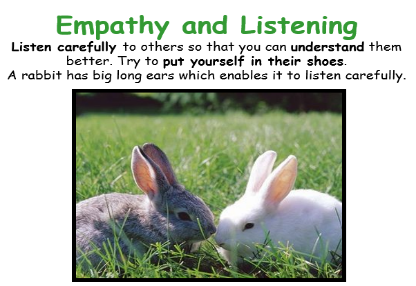 Empathy and Listening
Listen carefully to others so that you can understand them
better. Try to put yourself in their shoes.
A rabbit has big long ears which enables it to listen carefully.